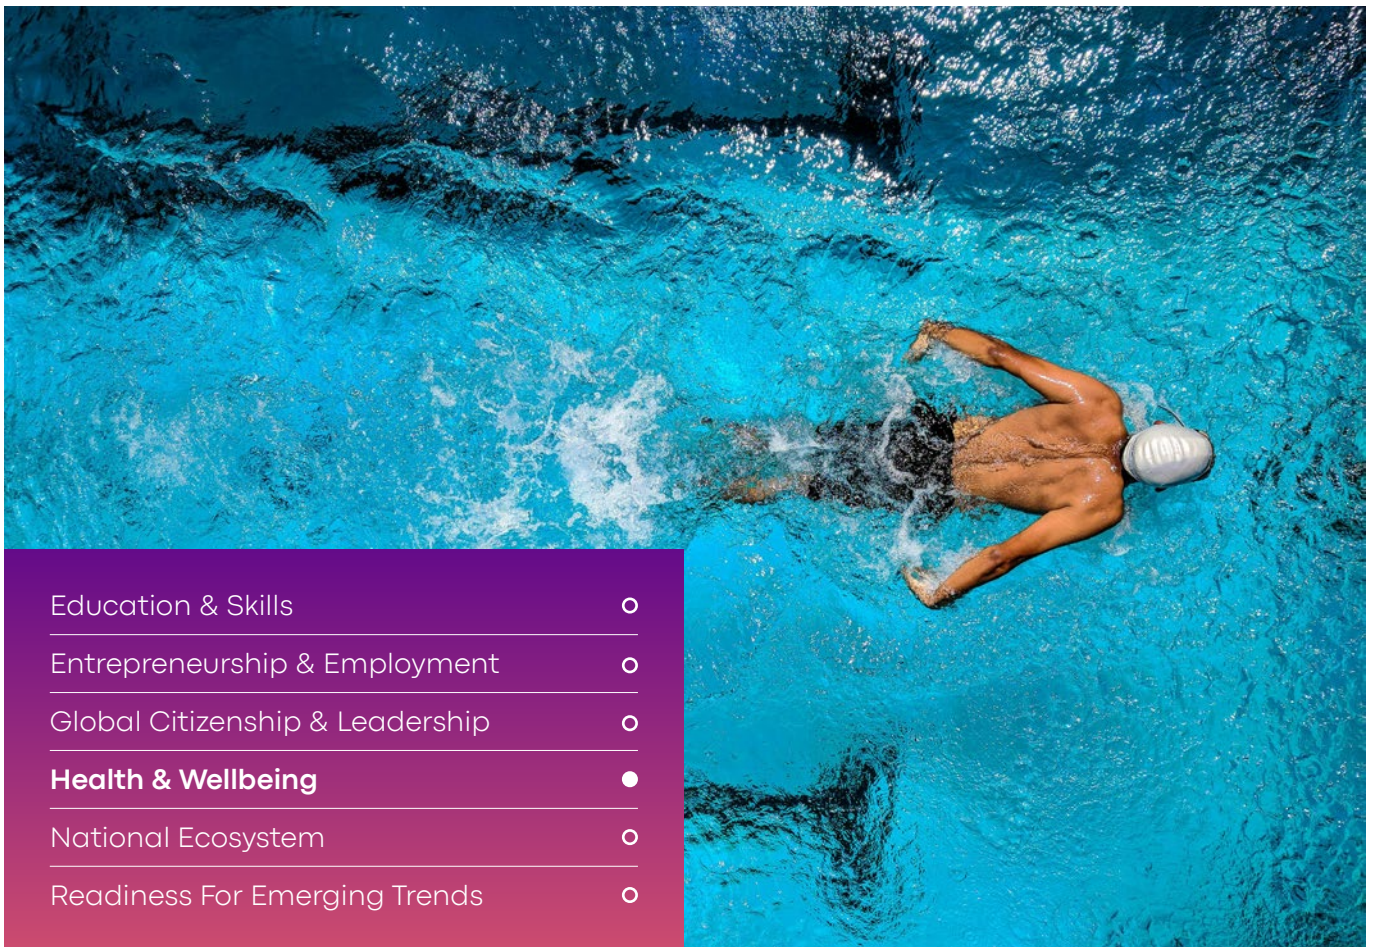 Education & Skills
Entrepreneurship & Employment
Global Citizenship & Leadership
Health & Wellbeing
National Ecosystem
Readiness For Emerging Trends